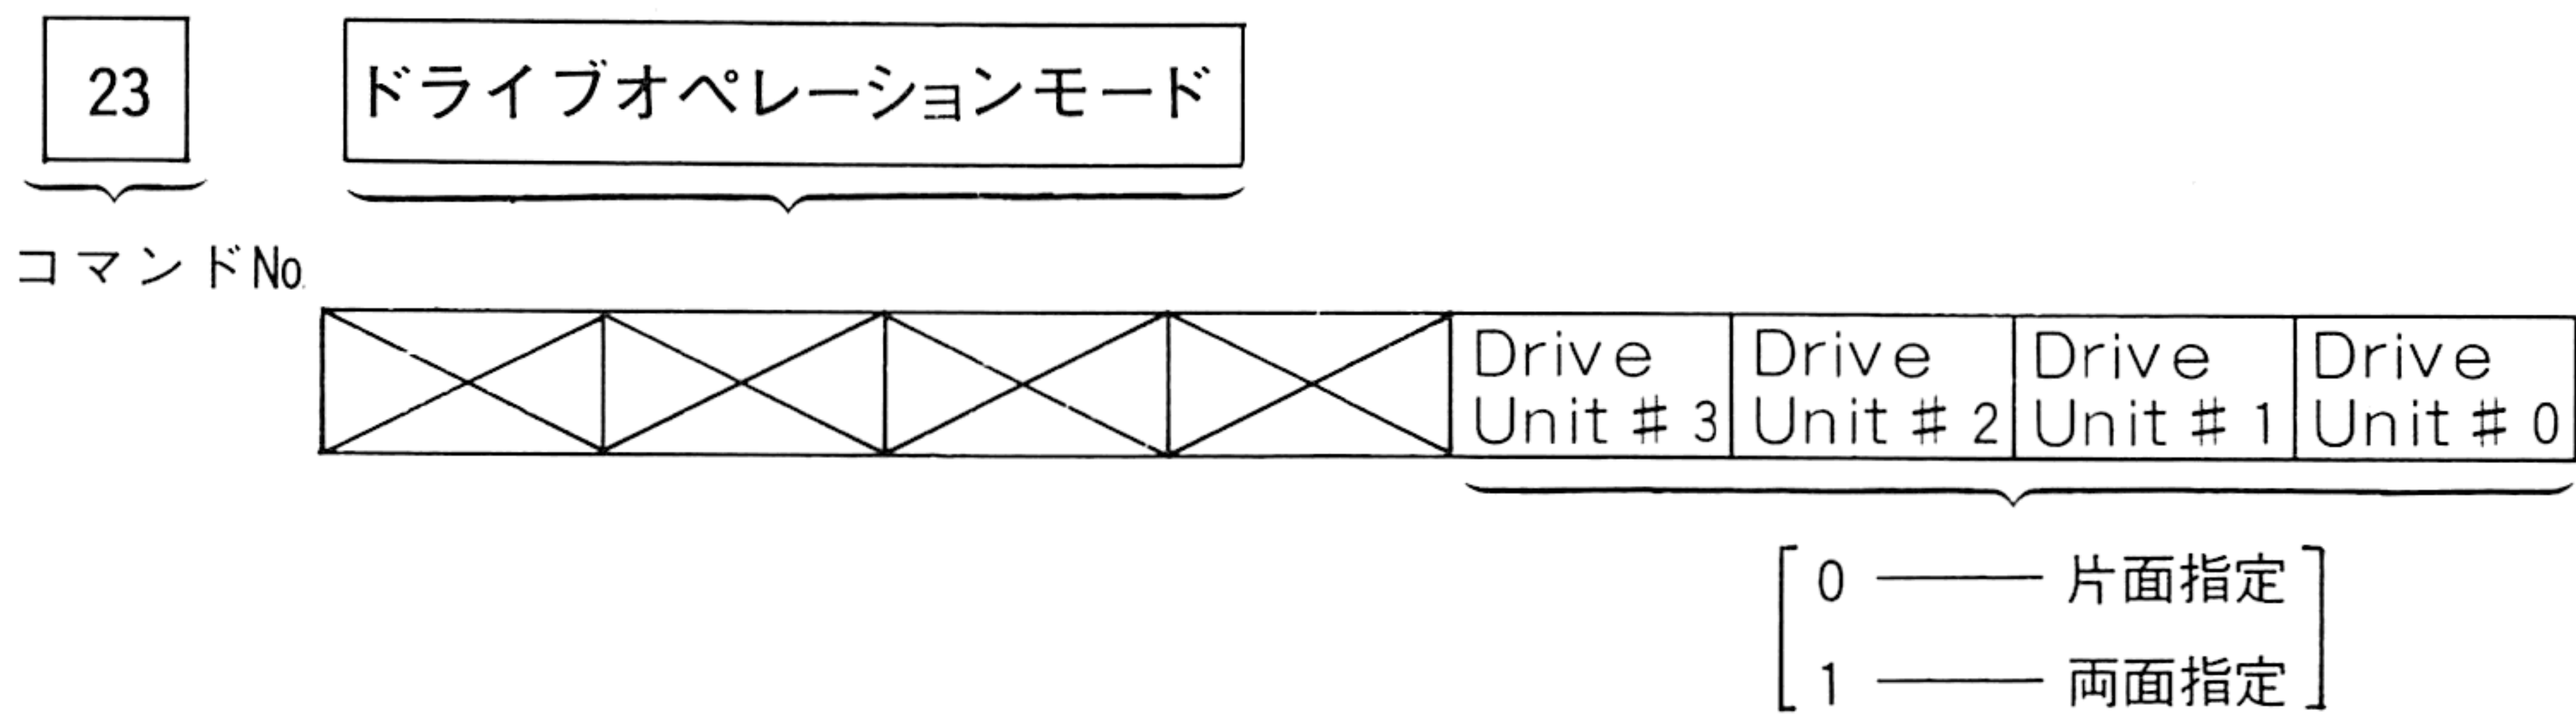 23 ドライブオペレーションモード
コマンドNo.
Drive Unit # 3 Drive Unit # 2 Drive Unit # 1 Drive Unit # 0
0 —— 片面指定
1 —— 両面指定